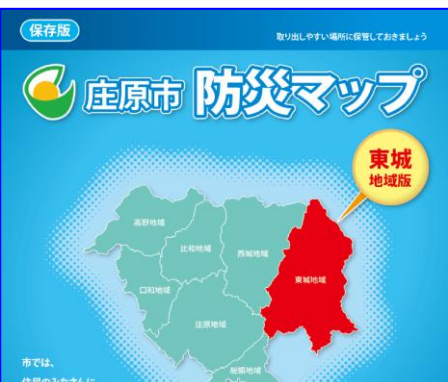 保存版
取り出しやすい場所に保管しておきましょう
庄原市 防災マップ
東城
地域版
高野地域
比和地域
西城地域
東城地域
口和地域
庄原地域
総領地域
市では、
住民のみなさんに